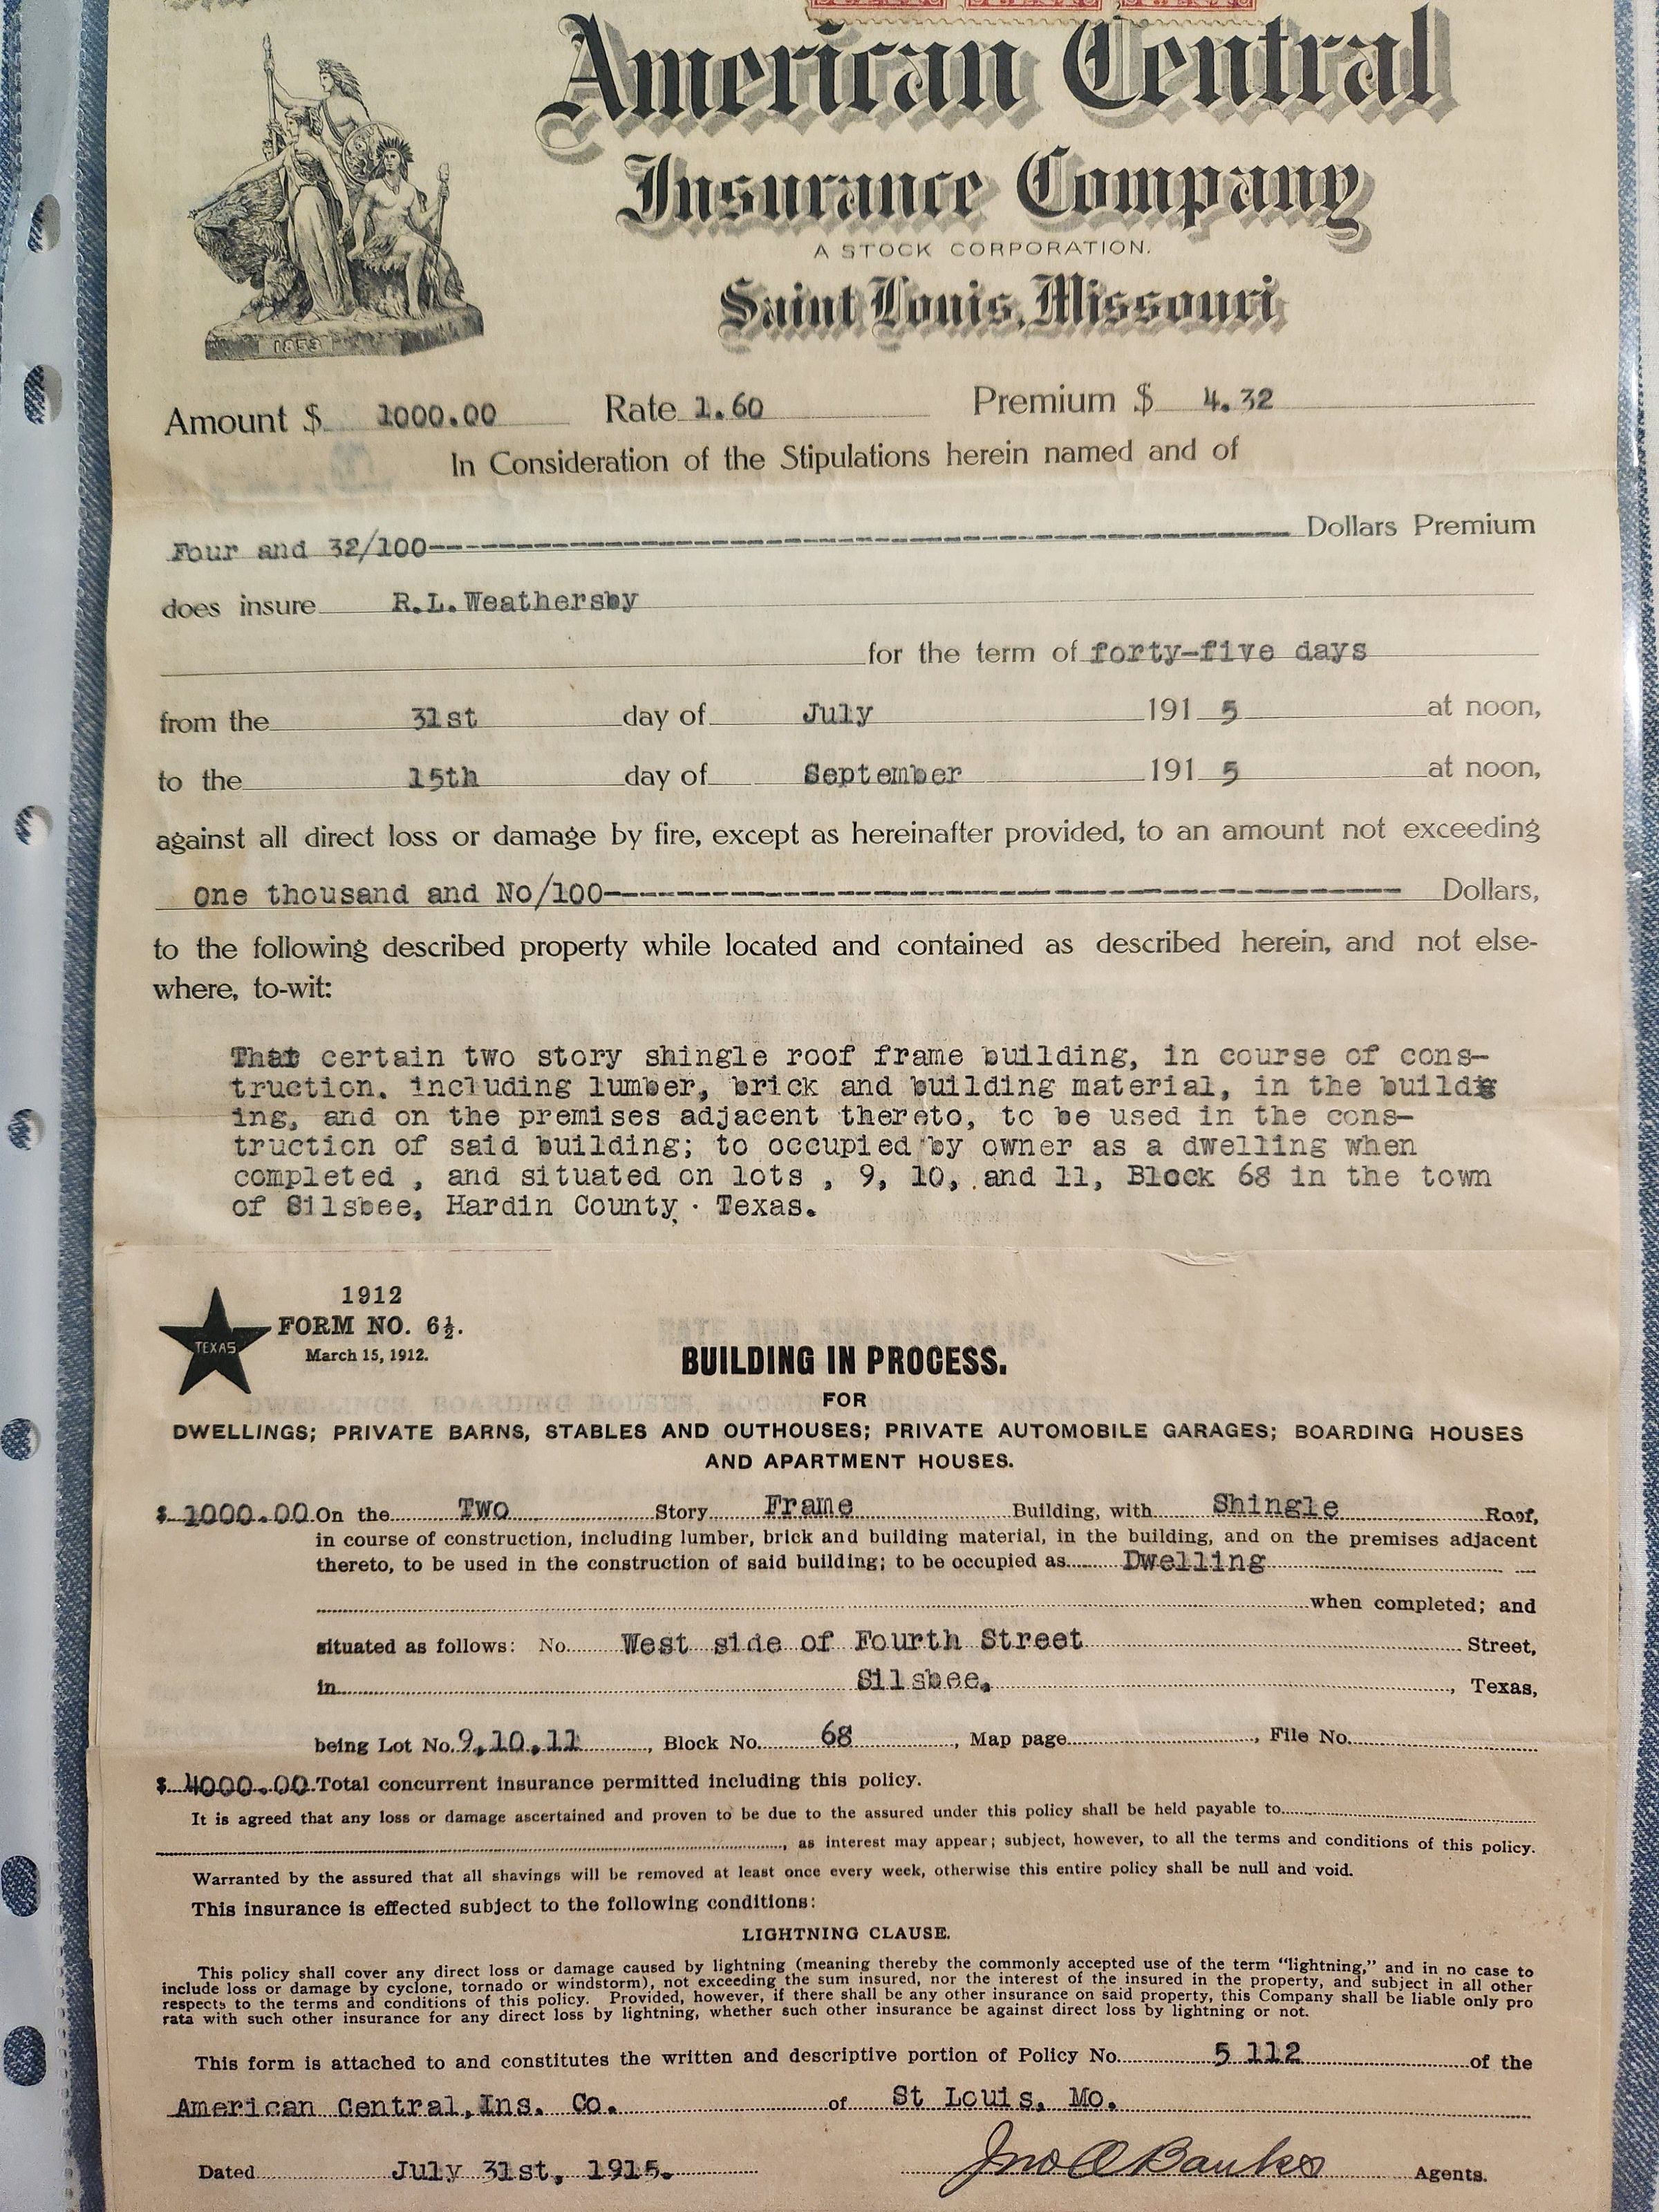 American Central
Insurance Company
A STOCK CORPORATION.
Saint Louis, Missouri
1853
Amount $ 1000.00 Rate 1.60 Premium $ 4.32
In Consideration of the Stipulations herein named and of
Four and 32/100---------- Dollars Premium
does insure R.L.Weathersby
for the term of forty-five days
from the 31st day of July 191 5 at noon,
to the 15th day of September 191 5 at noon,
against all direct loss or damage by fire, except as hereinafter provided, to an amount not exceeding
One thousand and No/100---------- Dollars,
to the following described property while located and contained as described herein, and not else-
where, to-wit:
That certain two story shingle roof frame building, in course of cons-
truction. including lumber, brick and building material, in the build
ing, and on the premises adjacent thereto, to be used in the cons-
truction of said building; to occupied by owner as a dwelling when
completed , and situated on lots , 9, 10, and 11, Block 68 in the town
of Silsbee, Hardin County . Texas.
TEXAS
1912
FORM NO. 6½.
March 15, 1912.
BUILDING IN PROCESS.
FOR
DWELLINGS; PRIVATE BARNS, STABLES AND OUTHOUSES; PRIVATE AUTOMOBILE GARAGES; BOARDING HOUSES
AND APARTMENT HOUSES.
$ 1000.00 On the Two Story Frame Building, with Shingle Roof,
in course of construction, including lumber, brick and building material, in the building, and on the premises adjacent
thereto, to be used in the construction of said building; to be occupied as Dwelling
when completed; and
situated as follows: No. West side of Fourth Street Street,
in Silsbee, , Texas,
being Lot No. 9,10,11 , Block No. 68 , Map page , File No.
$ 4000.00 Total concurrent insurance permitted including this policy.
It is agreed that any loss or damage ascertained and proven to be due to the assured under this policy shall be held payable to
, as interest may appear; subject, however, to all the terms and conditions of this policy.
Warranted by the assured that all shavings will be removed at least once every week, otherwise this entire policy shall be null and void.
This insurance is effected subject to the following conditions:
LIGHTNING CLAUSE.
This policy shall cover any direct loss or damage caused by lightning (meaning thereby the commonly accepted use of the term "lightning," and in no case to
include loss or damage by cyclone, tornado or windstorm), not exceeding the sum insured, nor the interest of the insured in the property, and subject in all other
respects to the terms and conditions of this policy. Provided, however, if there shall be any other insurance on said property, this Company shall be liable only pro
rata with such other insurance for any direct loss by lightning, whether such other insurance be against direct loss by lightning or not.
This form is attached to and constitutes the written and descriptive portion of Policy No. 5 112 of the
American Central,Ins. Co. of St Louis, Mo.
Dated July 31st, 1915. Jno A Banks Agents.